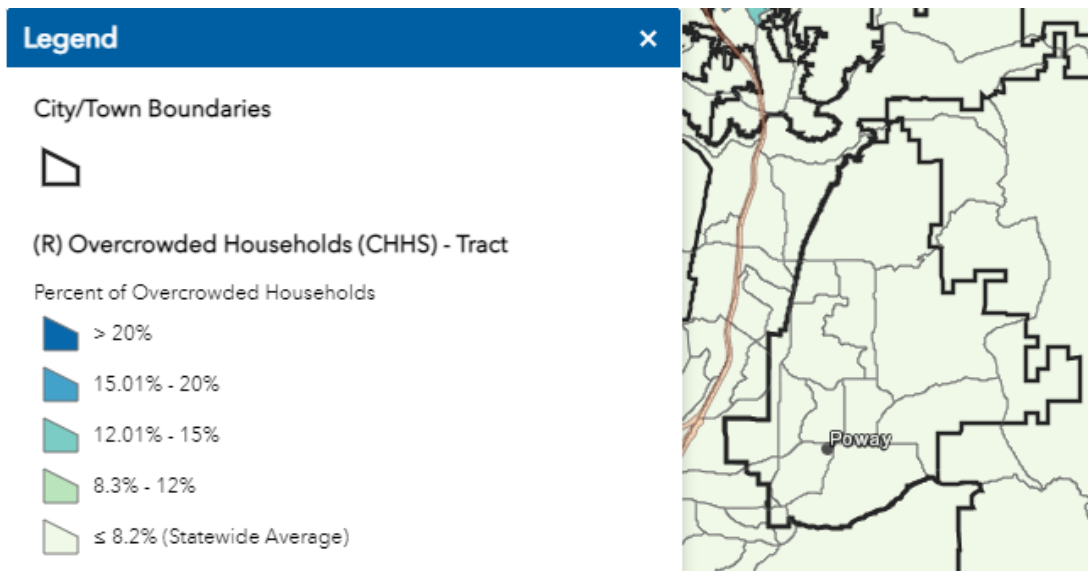 Legend
City/Town Boundaries
(R) Overcrowded Households (CHHS) - Tract
Percent of Overcrowded Households
> 20%
15.01% - 20%
12.01% - 15%
8.3% - 12%
≤ 8.2% (Statewide Average)
Poway